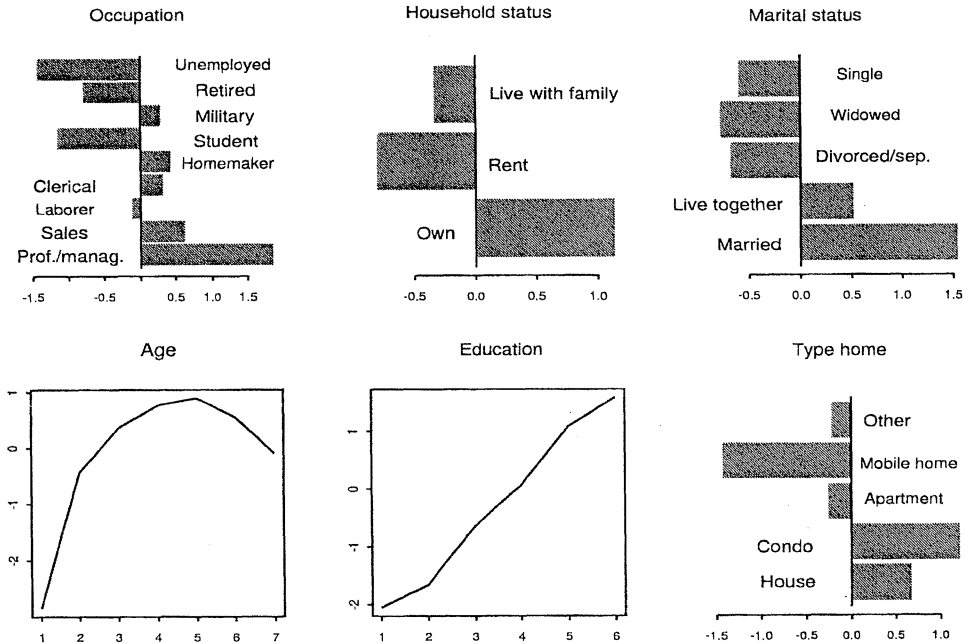 Occupation
Unemployed
Retired
Military
Student
Homemaker
Clerical
Laborer
Sales
Prof./manag.
-1.5 -0.5 0.5 1.0 1.5
Household status
Live with family
Rent
Own
-0.5 0.0 0.5 1.0
Marital status
Single
Widowed
Divorced/sep.
Live together
Married
-0.5 0.0 0.5 1.0 1.5
Age
1
0
-1
-2
1 2 3 4 5 6 7
Education
1
0
-1
-2
1 2 3 4 5 6
Type home
Other
Mobile home
Apartment
Condo
House
-1.5 -1.0 -0.5 0.0 0.5 1.0